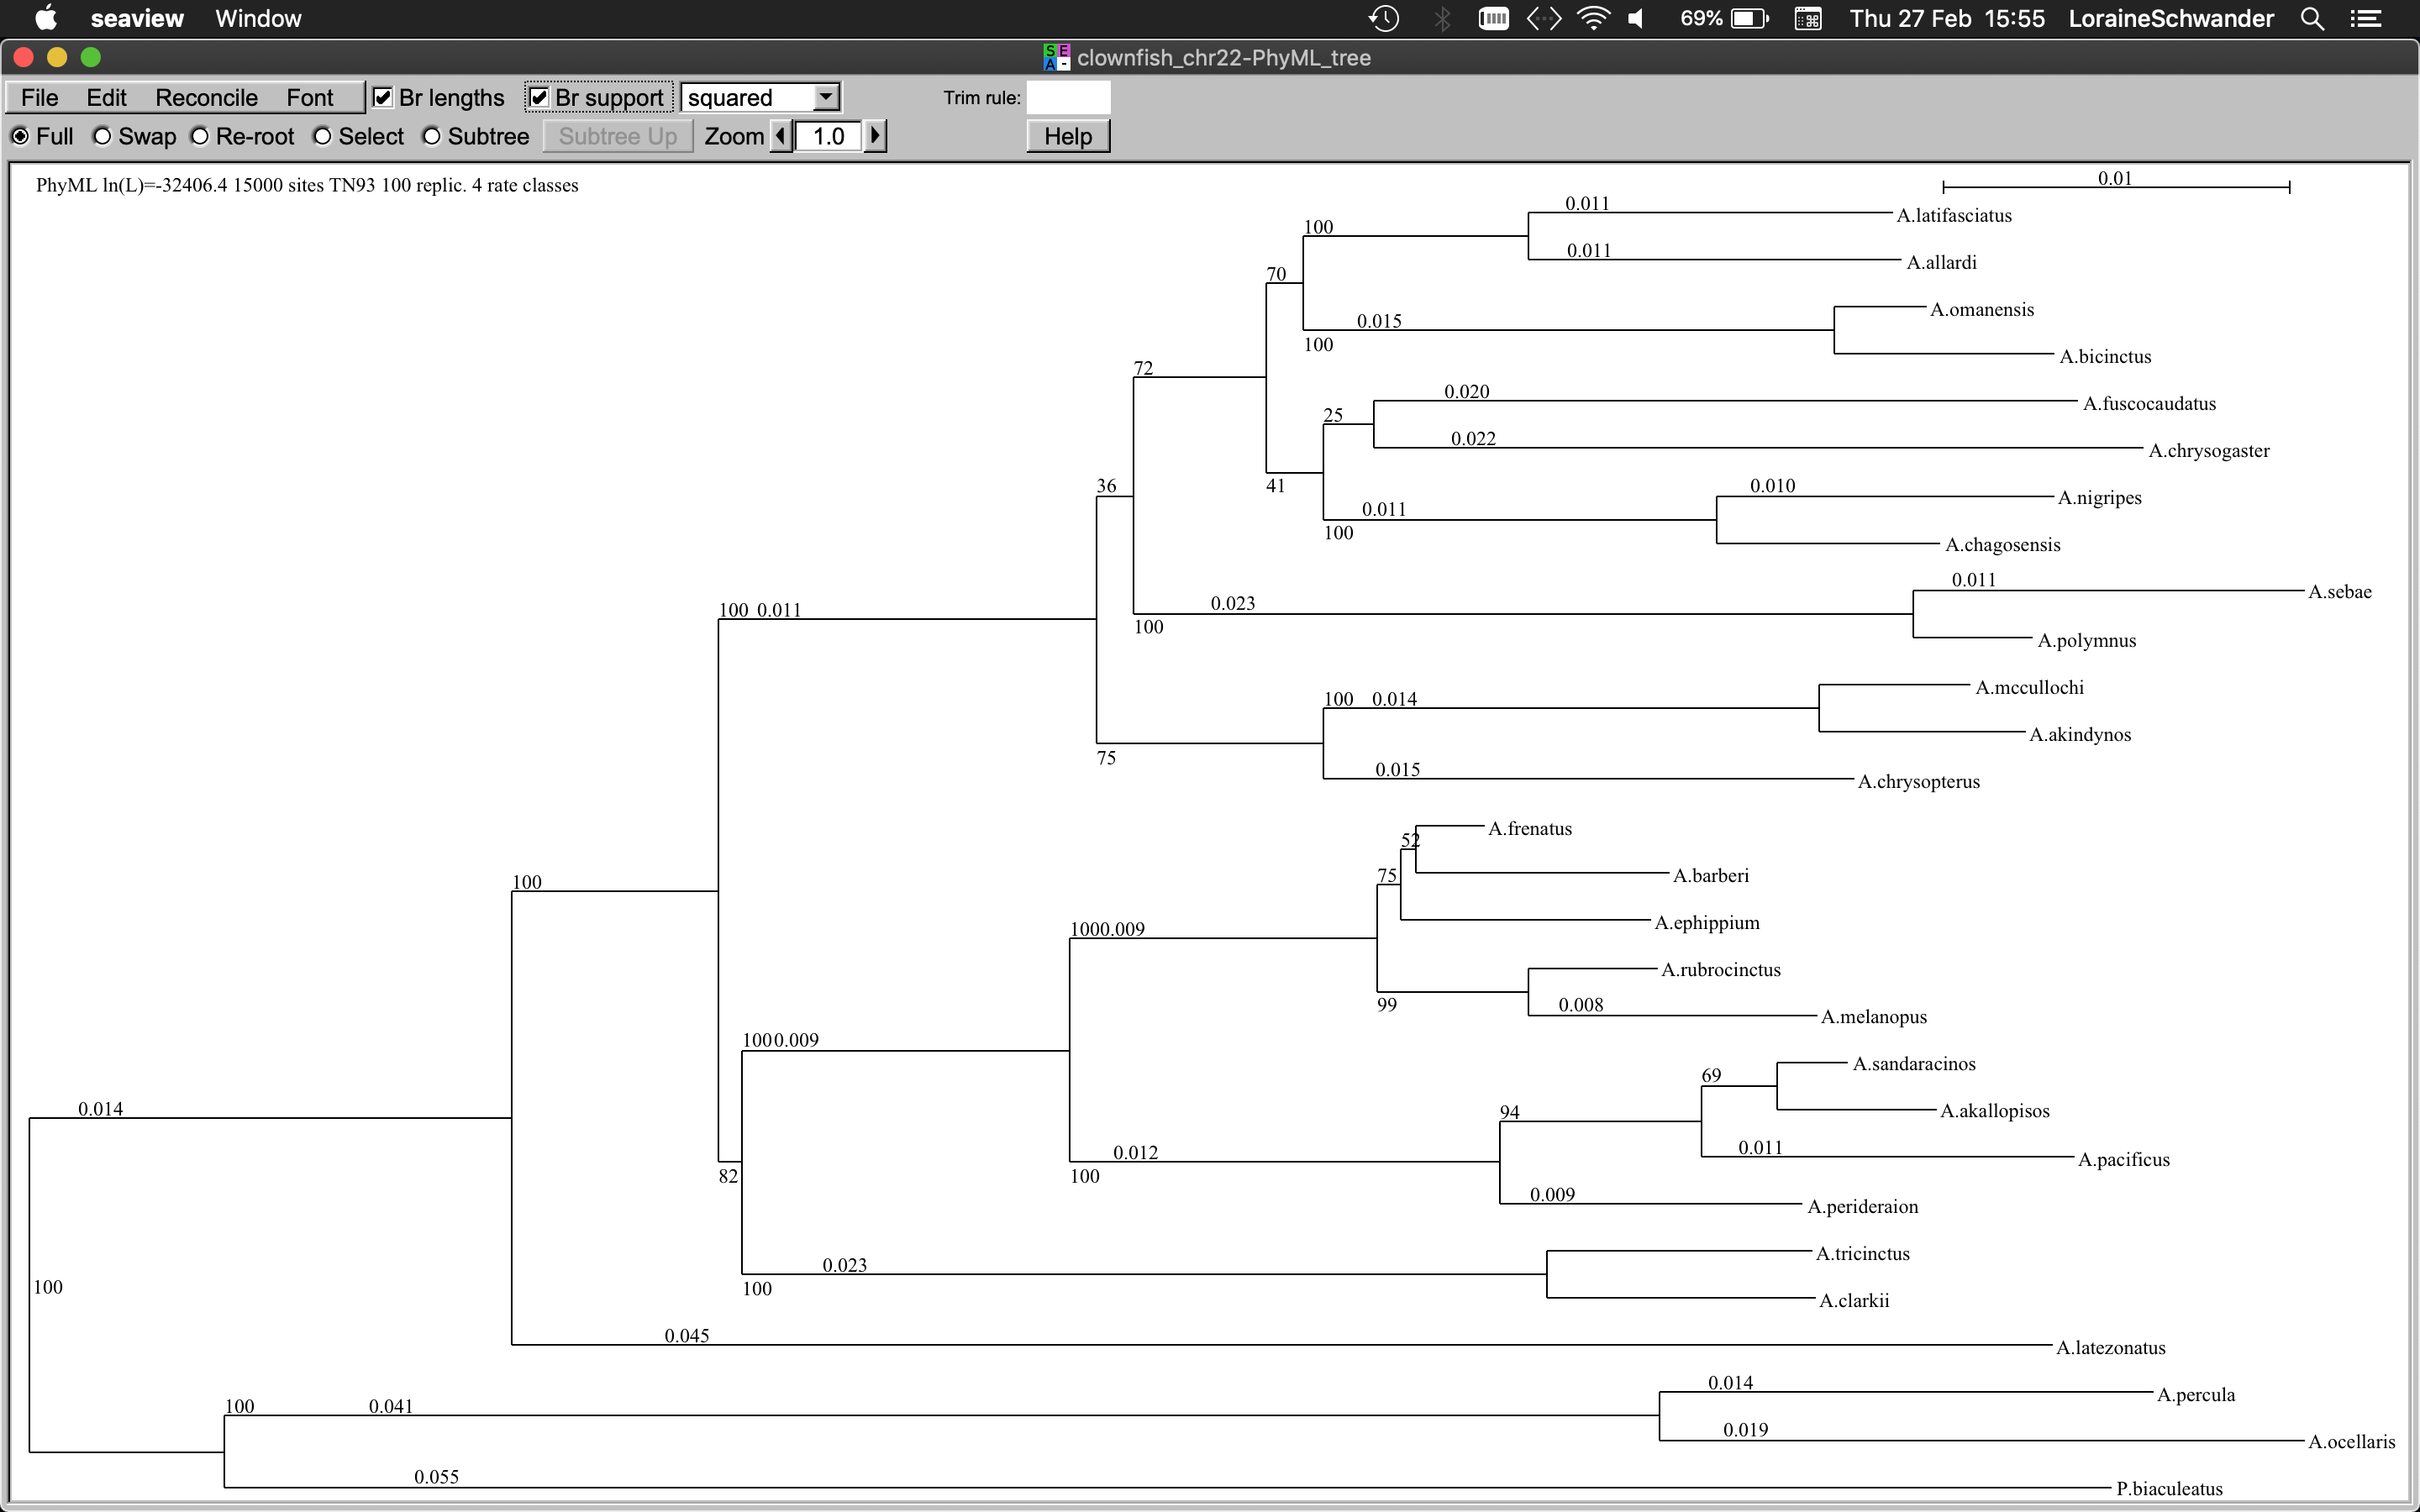 seaview Window 69% Thu 27 Feb 15:55 LoraineSchwander
clownfish_chr22-PhyML_tree
File Edit Reconcile Font Br lengths Br support squared Trim rule:
Full Swap Re-root Select Subtree Subtree Up Zoom 1.0 Help
PhyML ln(L)=-32406.4 15000 sites TN93 100 replic. 4 rate classes
0.01
0.011
A.latifasciatus
100
0.011
A.allardi
70
A.omanensis
0.015
100
A.bicinctus
72
0.020
A.fuscocaudatus
25
0.022
A.chrysogaster
36
41
0.010
A.nigripes
0.011
100
A.chagosensis
0.011
A.sebae
100 0.011
0.023
100
A.polymnus
A.mccullochi
100 0.014
A.akindynos
75
0.015
A.chrysopterus
A.frenatus
52
75
A.barberi
100
A.ephippium
1000.009
A.rubrocinctus
99
0.008
A.melanopus
1000.009
A.sandaracinos
69
0.014
94
A.akallopisos
0.011
A.pacificus
0.012
82
100
0.009
A.perideraion
A.tricinctus
0.023
100
100
A.clarkii
0.045
A.latezonatus
0.014
A.percula
100 0.041
0.019
A.ocellaris
0.055
P.biaculeatus